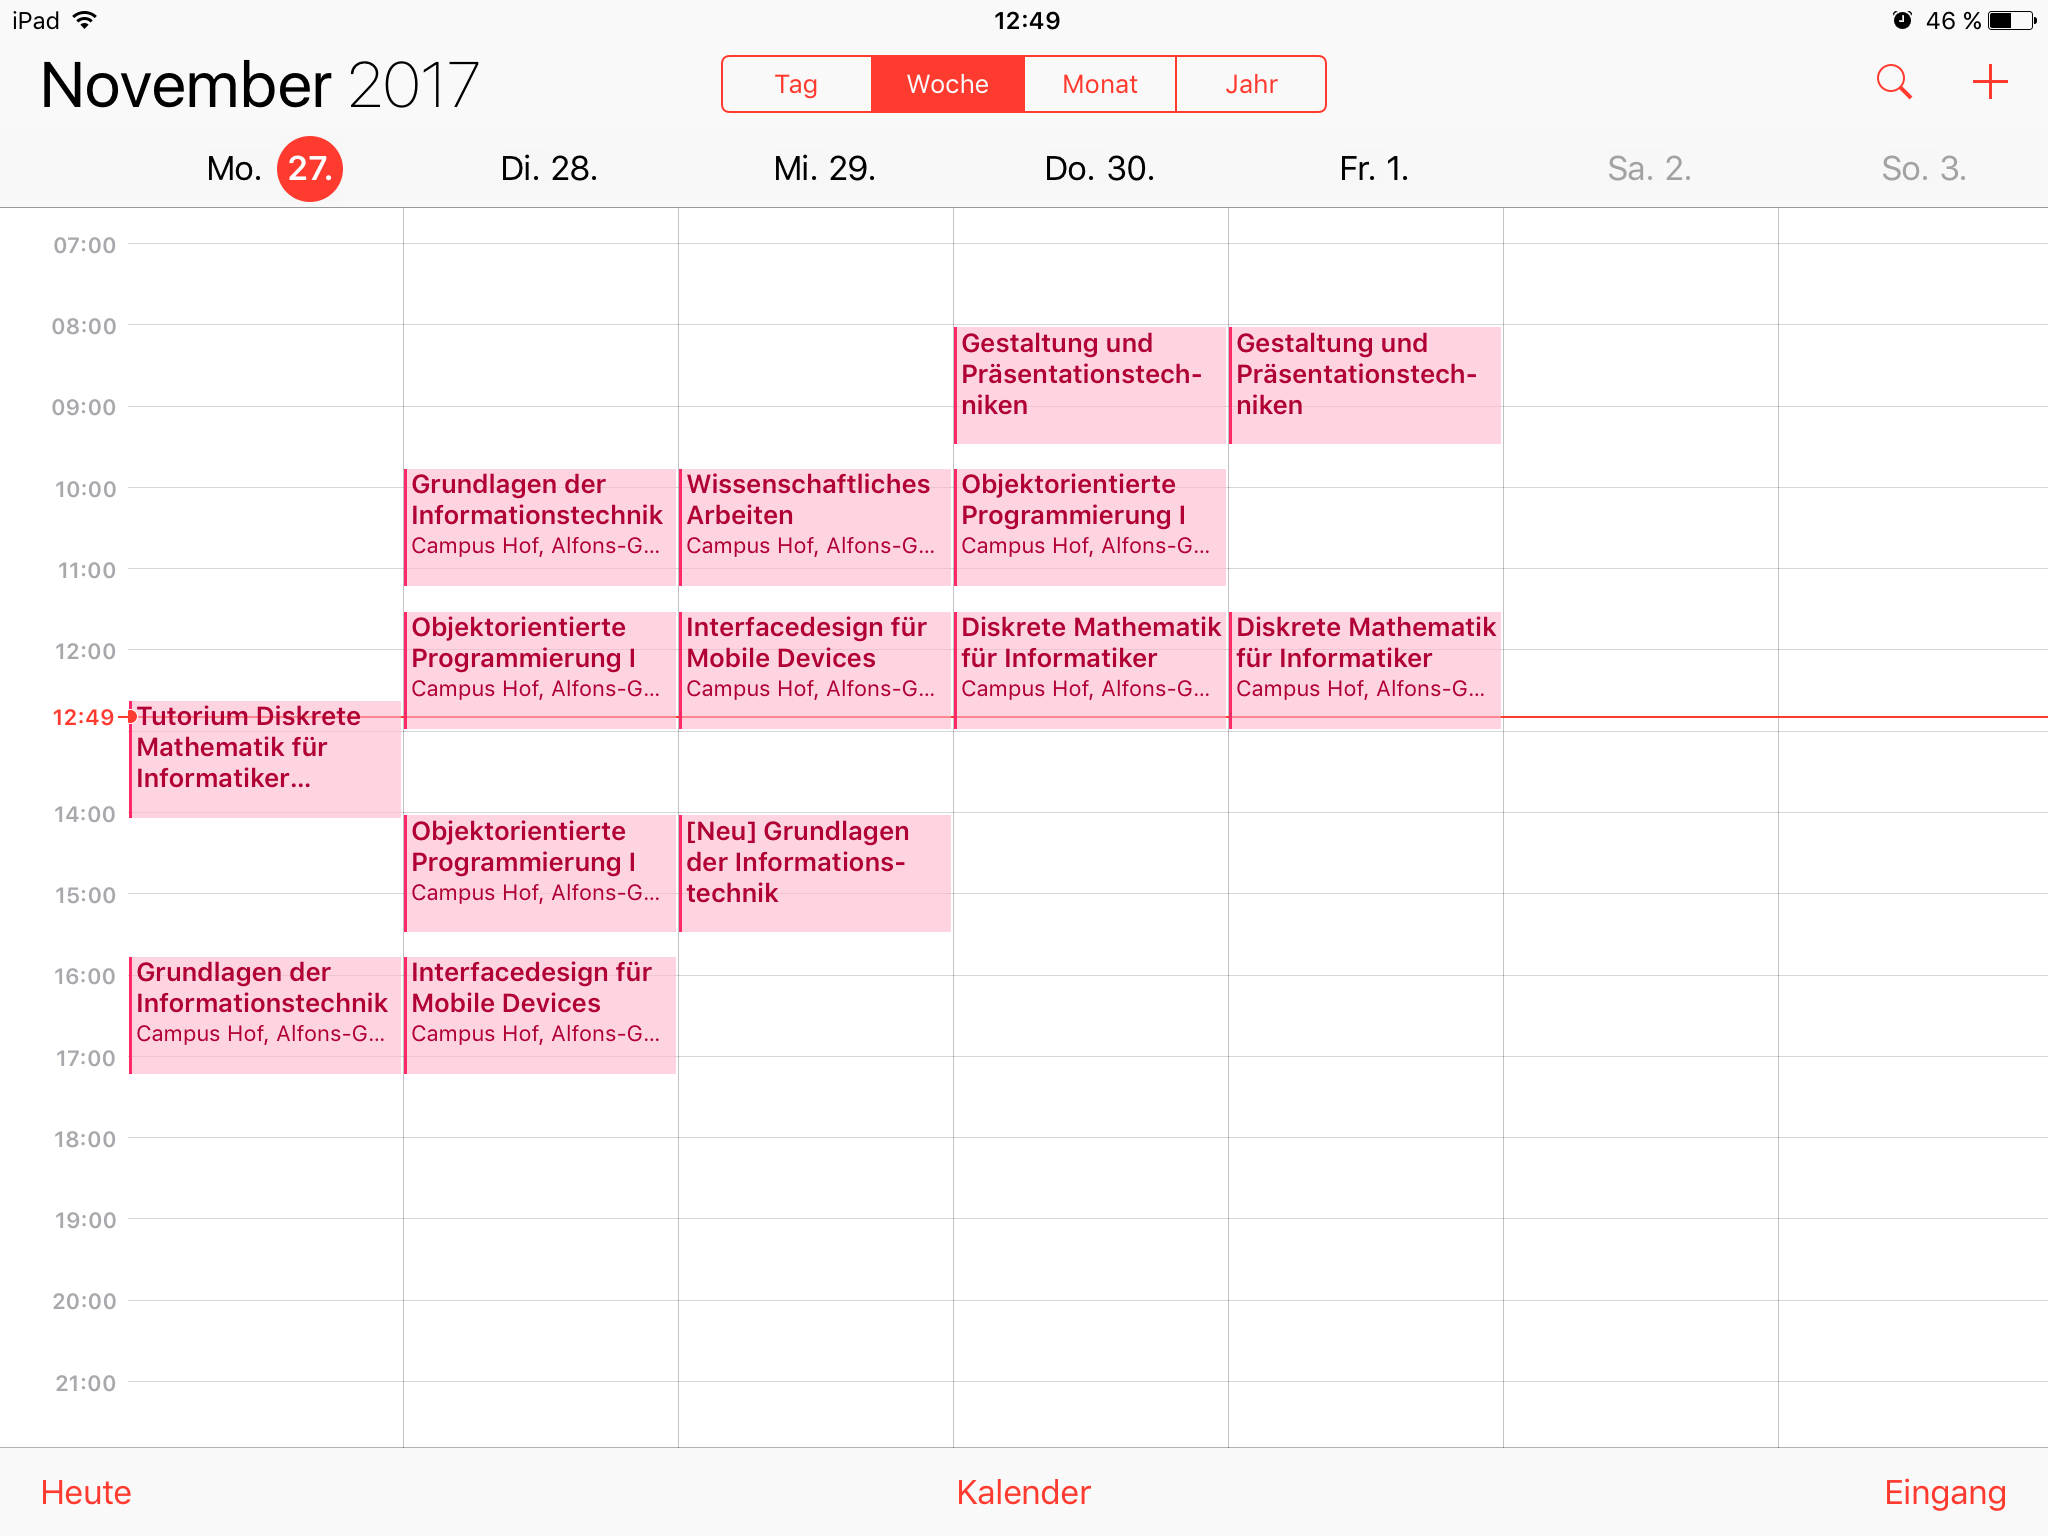 iPad 12:49 46 %
November 2017 Tag Woche Monat Jahr
Mo. 27. Di. 28. Mi. 29. Do. 30. Fr. 1. Sa. 2. So. 3.
07:00
08:00
Gestaltung und
Präsentationstech-
niken
Gestaltung und
Präsentationstech-
niken
09:00
10:00
Grundlagen der
Informationstechnik
Campus Hof, Alfons-G...
Wissenschaftliches
Arbeiten
Campus Hof, Alfons-G...
Objektorientierte
Programmierung I
Campus Hof, Alfons-G...
11:00
Objektorientierte
Programmierung I
Campus Hof, Alfons-G...
Interfacedesign für
Mobile Devices
Campus Hof, Alfons-G...
Diskrete Mathematik
für Informatiker
Campus Hof, Alfons-G...
Diskrete Mathematik
für Informatiker
Campus Hof, Alfons-G...
12:00
12:49
Tutorium Diskrete
Mathematik für
Informatiker...
14:00
Objektorientierte
Programmierung I
Campus Hof, Alfons-G...
[Neu] Grundlagen
der Informations-
technik
15:00
16:00
Grundlagen der
Informationstechnik
Campus Hof, Alfons-G...
Interfacedesign für
Mobile Devices
Campus Hof, Alfons-G...
17:00
18:00
19:00
20:00
21:00
Heute Kalender Eingang